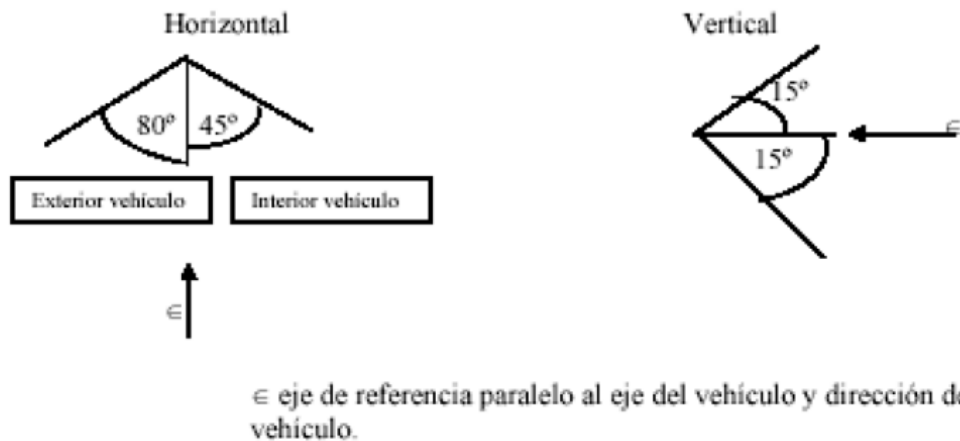 Horizontal
Vertical
80º
45º
15º
15º
∈
Exterior vehículo
Interior vehículo
∈
∈ eje de referencia paralelo al eje del vehículo y dirección de
vehículo.